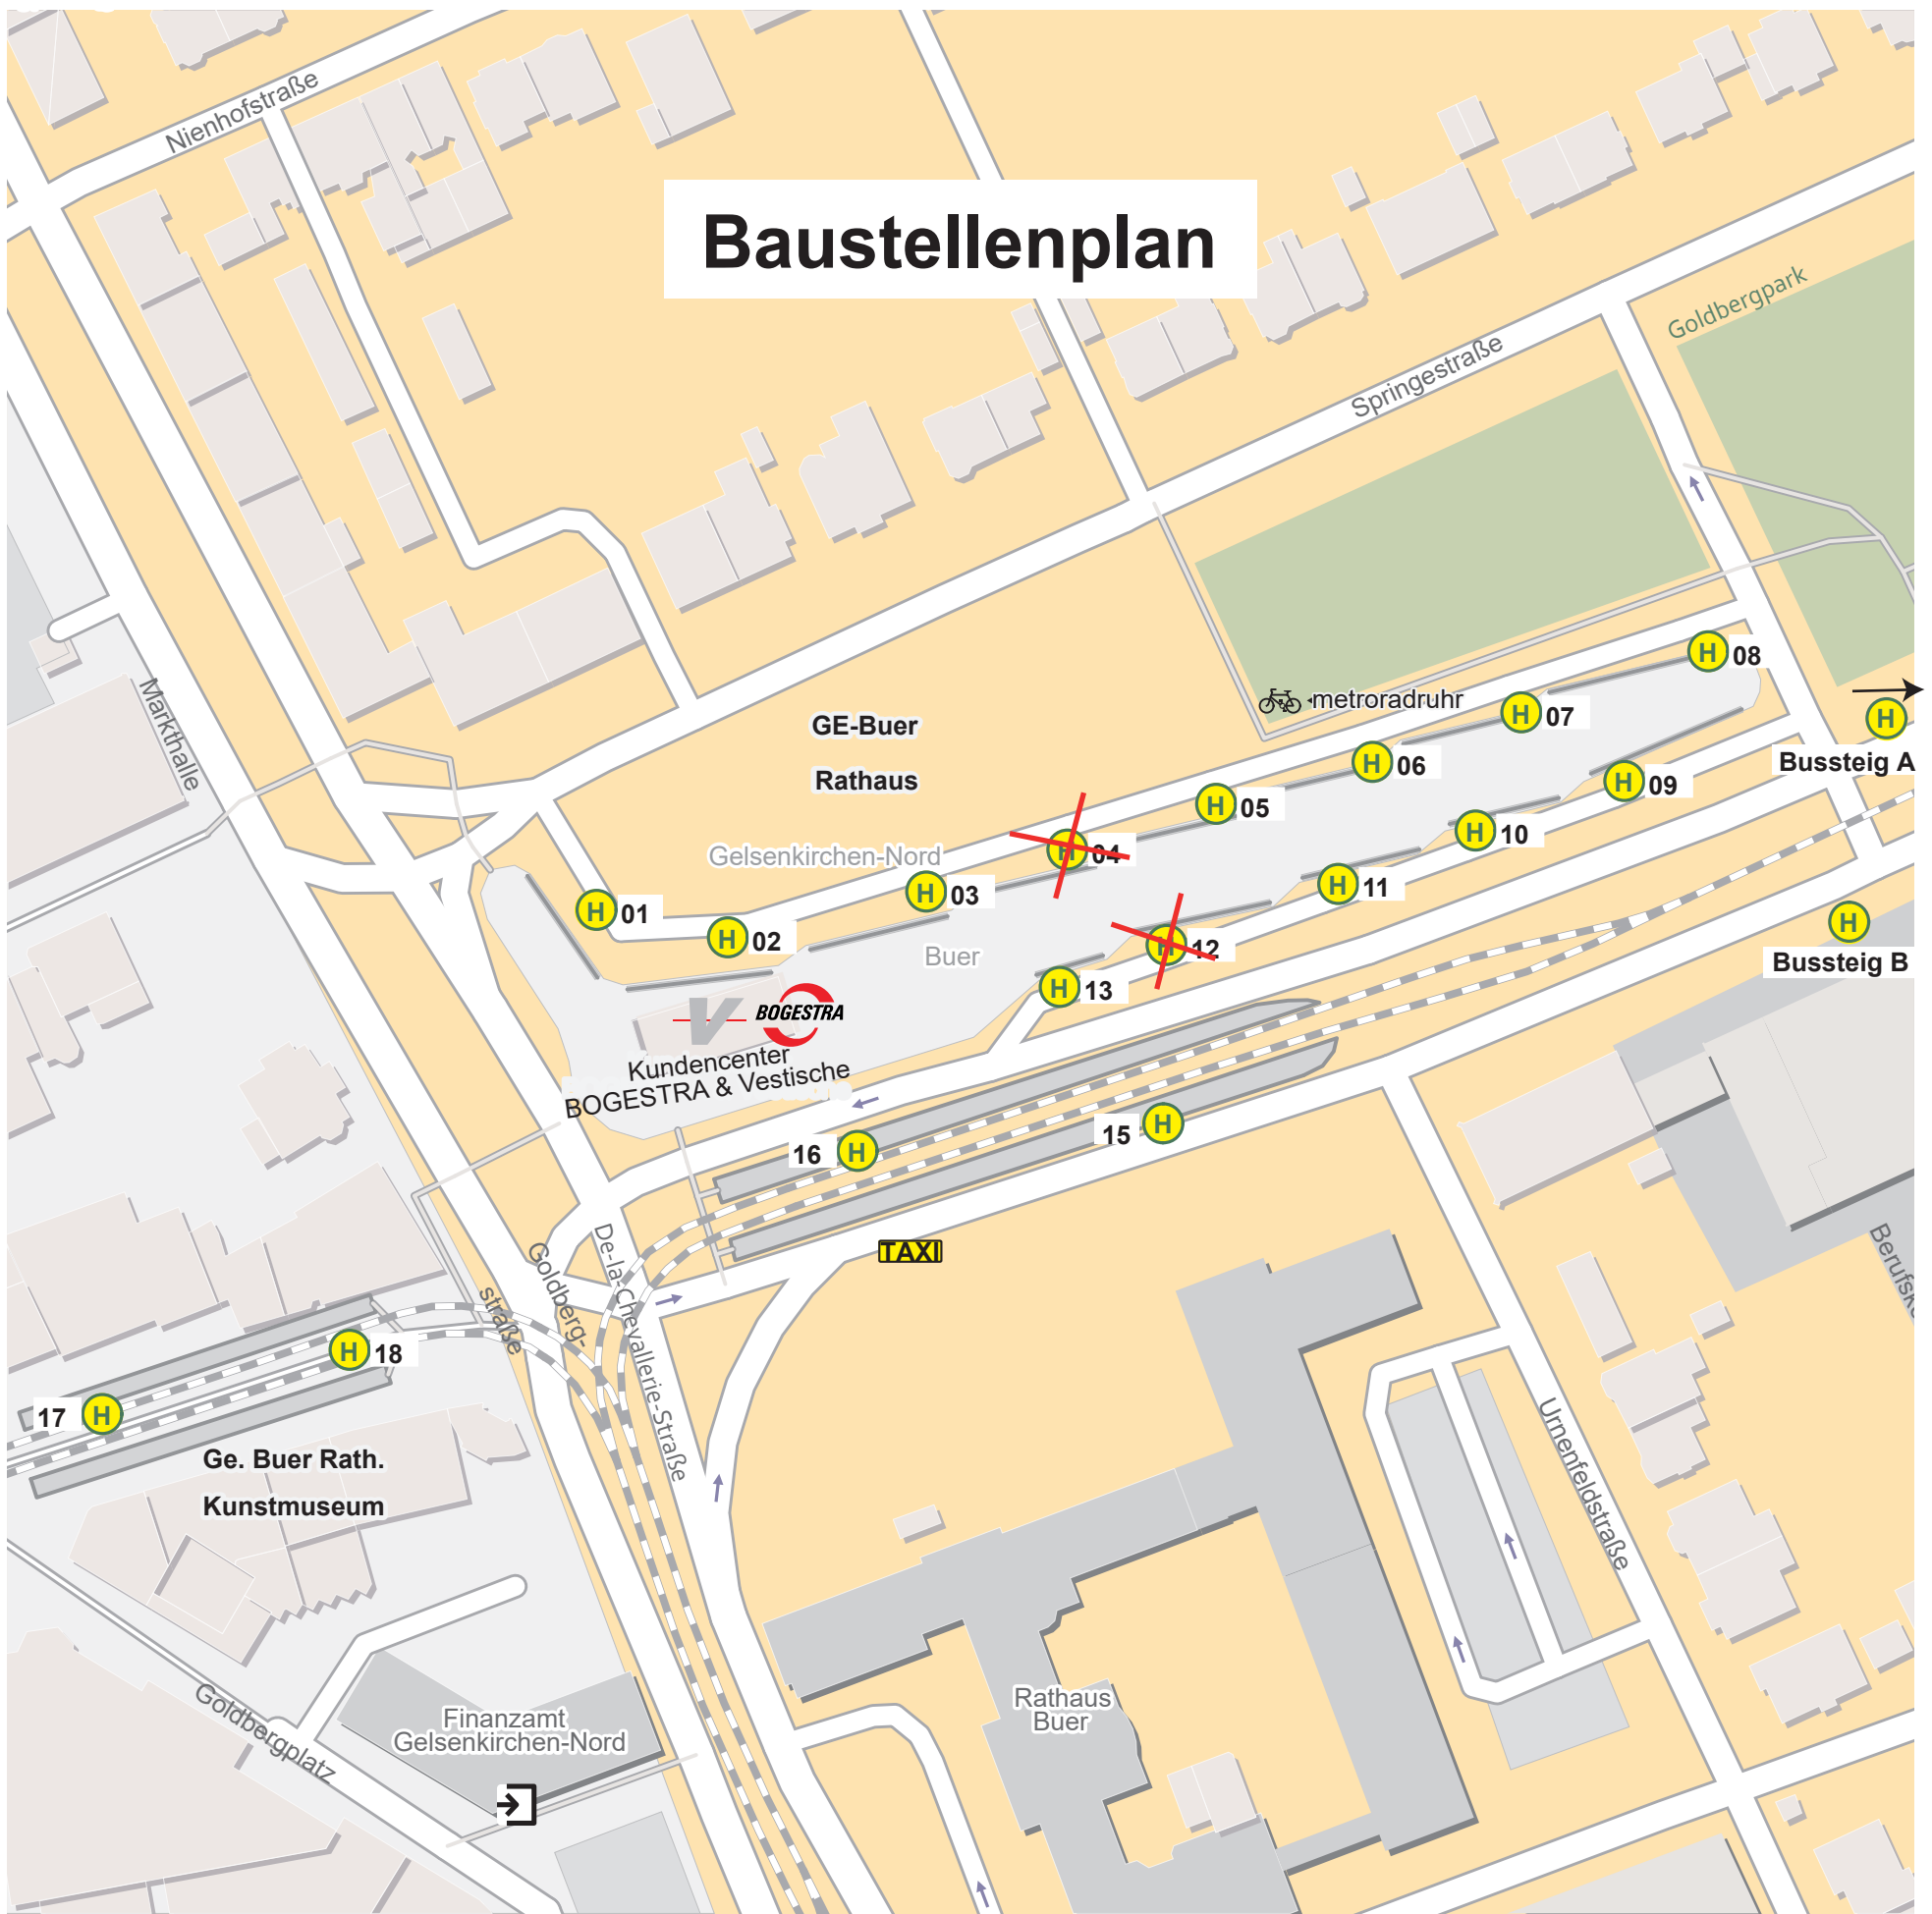 Nienhofstraße
Baustellenplan
Goldbergpark
Springestraße
Markthalle
metroradruhr
GE-Buer
Rathaus
Gelsenkirchen-Nord
Buer
H 08
H 07
H 06
H 05
H 04
H 03
H 02
H 01
H
Bussteig A
H 09
H 10
H 11
H 12
H 13
H
Bussteig B
V BOGESTRA
Kundencenter
BOGESTRA & Vestische
16 H
15 H
TAXI
De-la-Chevallerie-Straße
Goldberg-
straße
H 18
17 H
Ge. Buer Rath.
Kunstmuseum
Urnenfeldstraße
Goldbergplatz
Finanzamt
Gelsenkirchen-Nord
Rathaus
Buer